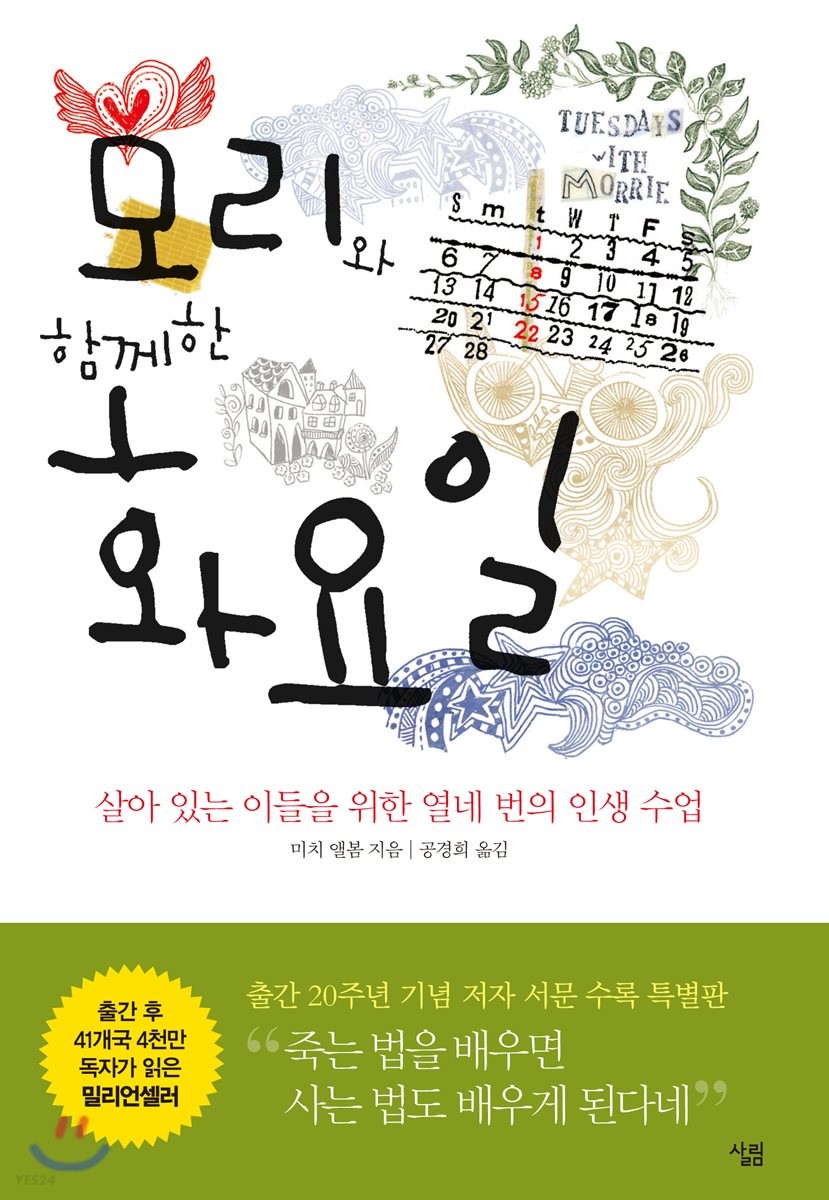 모리와
함께한
화요일
TUESDAYS
WITH
MORRIE
S m t W T F S
1 2 3 4 5
6 7 8 9 10 11 12
13 14 15 16 17 18 19
20 21 22 23 24 25 26
27 28
살아 있는 이들을 위한 열네 번의 인생 수업
미치 앨봄 지음 | 공경희 옮김
출간 후
41개국 4천만
독자가 읽은
밀리언셀러
출간 20주년 기념 저자 서문 수록 특별판
“죽는 법을 배우면
사는 법도 배우게 된다네”
살림
YES24